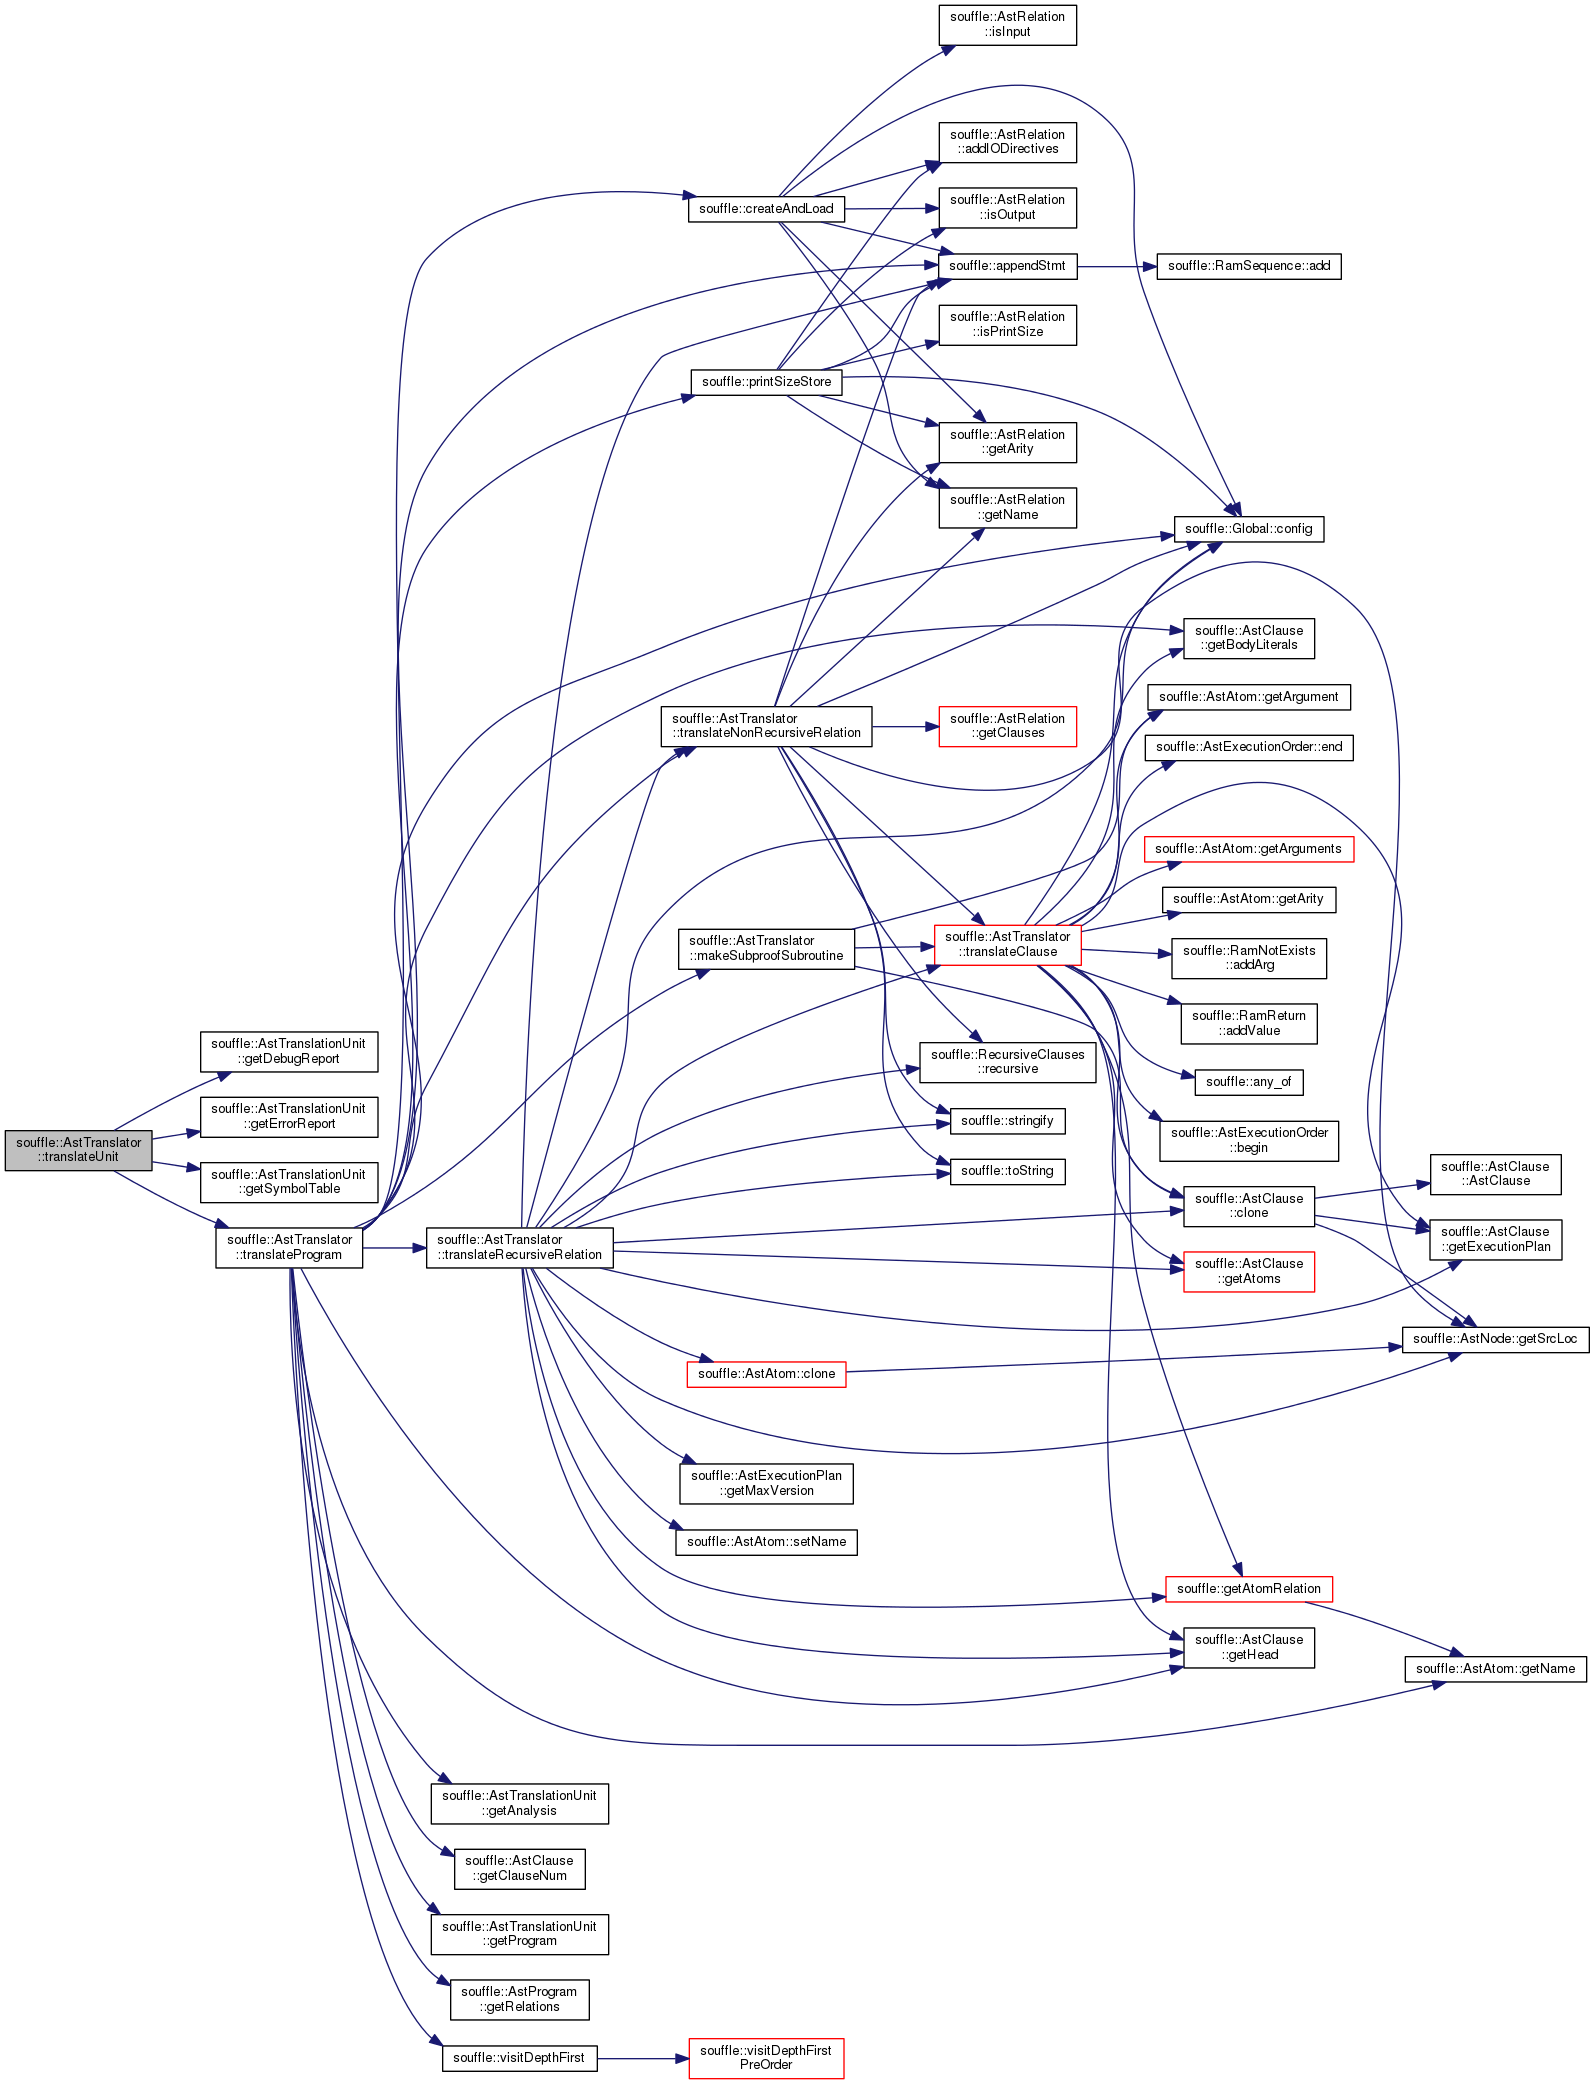 souffle::AstRelation
::isInput
souffle::AstRelation
::addIODirectives
souffle::createAndLoad
souffle::AstRelation
::isOutput
souffle::appendStmt
souffle::RamSequence::add
souffle::AstRelation
::isPrintSize
souffle::printSizeStore
souffle::AstRelation
::getArity
souffle::AstRelation
::getName
souffle::Global::config
souffle::AstClause
::getBodyLiterals
souffle::AstAtom::getArgument
souffle::AstTranslator
::translateNonRecursiveRelation
souffle::AstRelation
::getClauses
souffle::AstExecutionOrder::end
souffle::AstAtom::getArguments
souffle::AstAtom::getArity
souffle::AstTranslator
::makeSubproofSubroutine
souffle::AstTranslator
::translateClause
souffle::RamNotExists
::addArg
souffle::RamReturn
::addValue
souffle::AstTranslationUnit
::getDebugReport
souffle::RecursiveClauses
::recursive
souffle::any_of
souffle::AstTranslationUnit
::getErrorReport
souffle::stringify
souffle::AstExecutionOrder
::begin
souffle::AstTranslator
::translateUnit
souffle::AstTranslationUnit
::getSymbolTable
souffle::toString
souffle::AstClause
::AstClause
souffle::AstClause
::clone
souffle::AstTranslator
::translateProgram
souffle::AstTranslator
::translateRecursiveRelation
souffle::AstClause
::getExecutionPlan
souffle::AstClause
::getAtoms
souffle::AstNode::getSrcLoc
souffle::AstAtom::clone
souffle::AstExecutionPlan
::getMaxVersion
souffle::AstAtom::setName
souffle::getAtomRelation
souffle::AstClause
::getHead
souffle::AstAtom::getName
souffle::AstTranslationUnit
::getAnalysis
souffle::AstClause
::getClauseNum
souffle::AstTranslationUnit
::getProgram
souffle::AstProgram
::getRelations
souffle::visitDepthFirst
souffle::visitDepthFirst
PreOrder